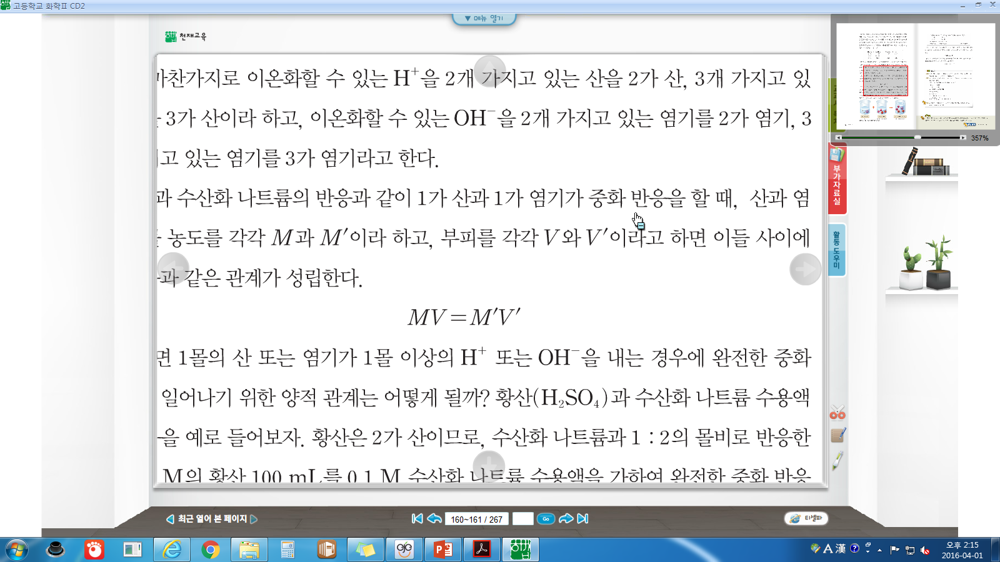 고등학교 화학Ⅱ CD2
▼ 메뉴 열기
천재교육
마찬가지로 이온화할 수 있는 H⁺을 2개 가지고 있는 산을 2가 산, 3개 가지고 있
3가 산이라 하고, 이온화할 수 있는 OH⁻을 2개 가지고 있는 염기를 2가 염기, 3
고 있는 염기를 3가 염기라고 한다.
과 수산화 나트륨의 반응과 같이 1가 산과 1가 염기가 중화 반응을 할 때, 산과 염
농도를 각각 M과 M′이라 하고, 부피를 각각 V와 V′이라고 하면 이들 사이에
과 같은 관계가 성립한다.
MV=M′V′
면 1몰의 산 또는 염기가 1몰 이상의 H⁺ 또는 OH⁻을 내는 경우에 완전한 중화
일어나기 위한 양적 관계는 어떻게 될까? 황산(H₂SO₄)과 수산화 나트륨 수용액
을 예로 들어보자. 황산은 2가 산이므로, 수산화 나트륨과 1 : 2의 몰비로 반응한
M의 황산 100 mL를 0.1 M 수산화 나트륨 수용액을 가하여 완전한 중화 반응
357%
부가자료실
활동 도우미
최근 열어 본 페이지
160~161 / 267
Go
티셀파
A 漢
오후 2:15
2016-04-01